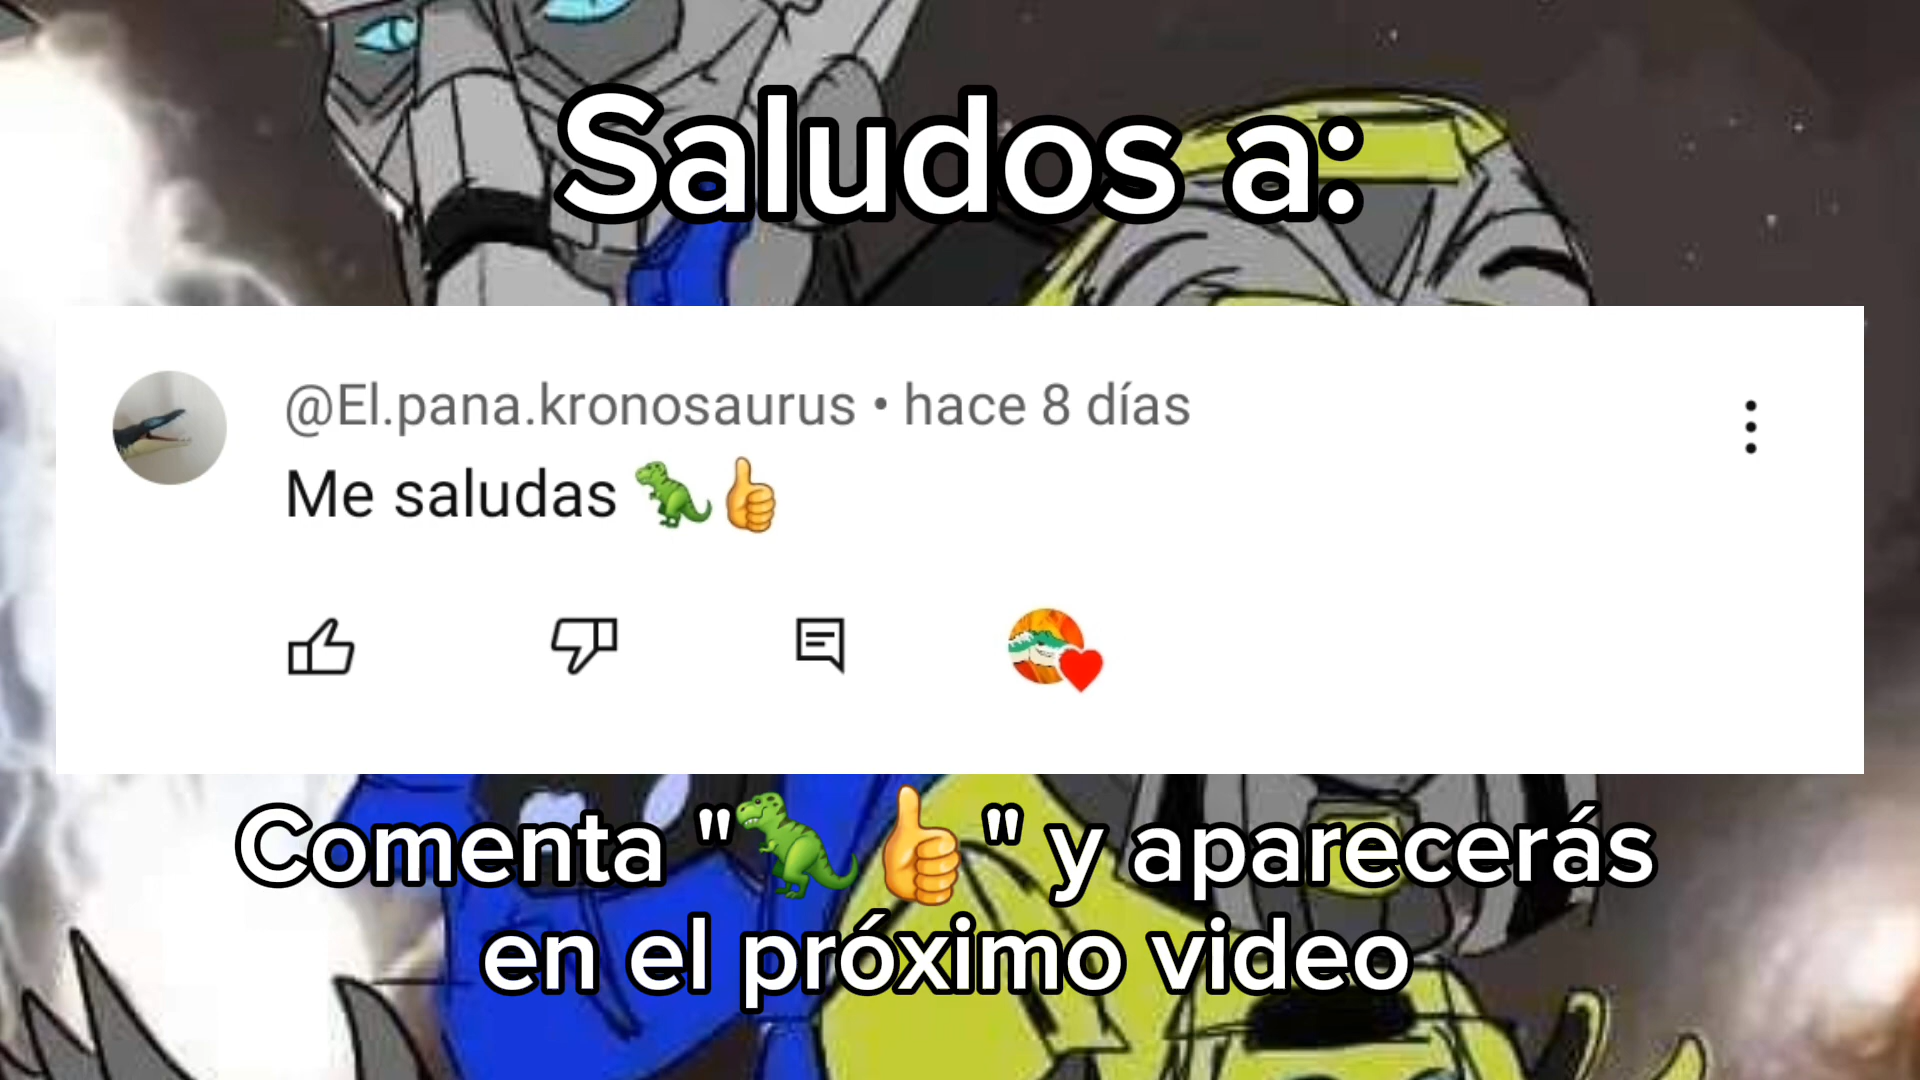 Saludos a:
@El.pana.kronosaurus • hace 8 días
Me saludas 🦖👍
Comenta "🦖👍" y aparecerás
en el próximo video